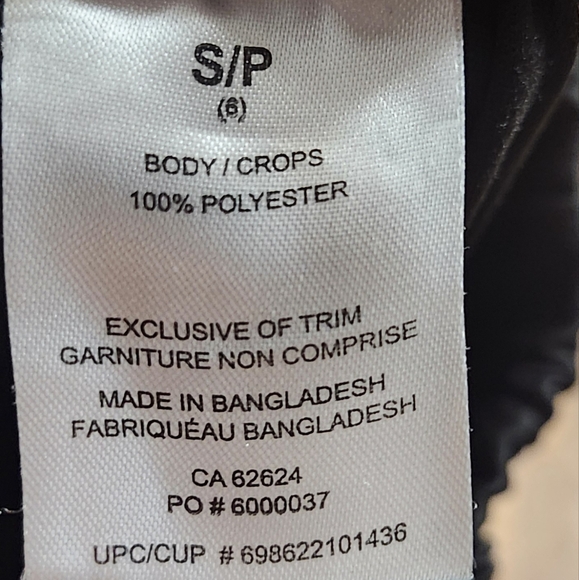 S/P
(6)
BODY / CROPS
100% POLYESTER
EXCLUSIVE OF TRIM
GARNITURE NON COMPRISE
MADE IN BANGLADESH
FABRIQUÉAU BANGLADESH
CA 62624
PO # 6000037
UPC/CUP # 698622101436